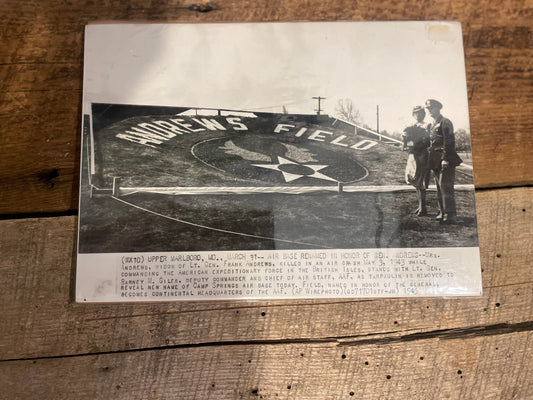 ANDREWS FIELD
(WX10) UPPER MARLBORO, MD., MARCH 31-- AIR BASE RENAMED IN HONOR OF GEN. ANDREWS-MRS.
ANDREWS, WIDOW OF LT. GEN. FRANK ANDREWS, KILLED IN AN AIR CRASH MAY 3, 1943 WHILE
COMMANDING THE AMERICAN EXPEDITIONARY FORCE IN THE BRITISH ISLES, STANDS WITH LT. GEN.
BARNEY M. GILES, DEPUTY COMMANDER AND CHIEF OF AIR STAFF, AAF, AS TARPAULIN IS REMOVED TO
REVEAL NEW NAME OF CAMP SPRINGS AIR BASE TODAY. FIELD, NAMED IN HONOR OF THE GENERAL
BECOMES CONTINENTAL HEADQUARTERS OF THE AAF. (AP WIREPHOTO) 1945